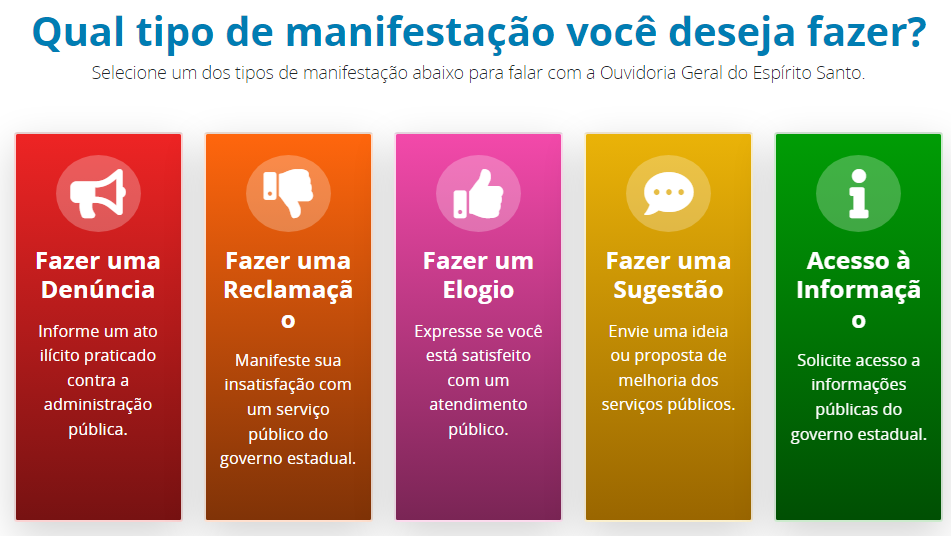 Qual tipo de manifestação você deseja fazer?
Selecione um dos tipos de manifestação abaixo para falar com a Ouvidoria Geral do Espírito Santo.
Fazer uma
Denúncia
Informe um ato
ilícito praticado
contra a
administração
pública.
Fazer uma
Reclamaçã
o
Manifeste sua
insatisfação com
um serviço
público do
governo estadual.
Fazer um
Elogio
Expresse se você
está satisfeito
com um
atendimento
público.
Fazer uma
Sugestão
Envie uma ideia
ou proposta de
melhoria dos
serviços públicos.
Acesso à
Informaçã
o
Solicite acesso a
informações
públicas do
governo estadual.